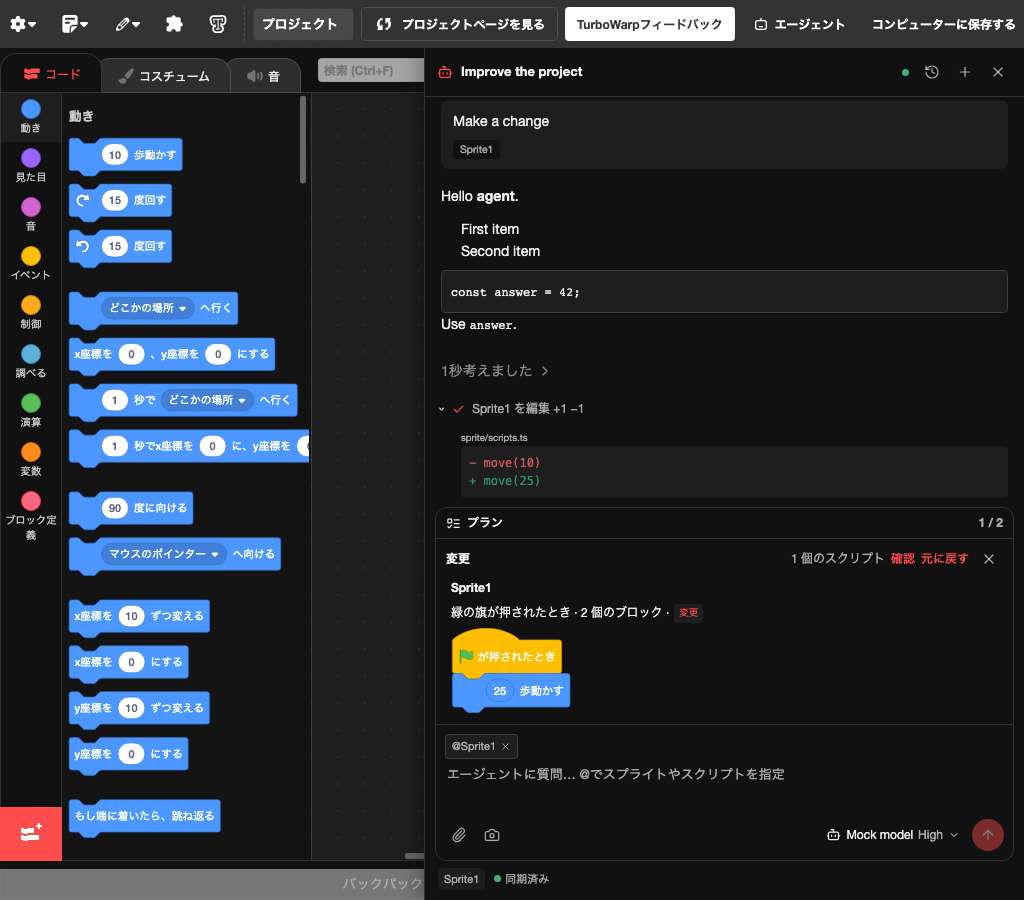 プロジェクト
プロジェクトページを見る
TurboWarpフィードバック
エージェント
コンピューターに保存する
コード
コスチューム
音
検索 (Ctrl+F)
動き
見た目
音
イベント
制御
調べる
演算
変数
ブロック定
義
動き
10 歩動かす
15 度回す
15 度回す
どこかの場所 へ行く
x座標を 0 、y座標を 0 にする
1 秒で どこかの場所 へ行く
1 秒でx座標を 0 に、y座標を
90 度に向ける
マウスのポインター へ向ける
x座標を 10 ずつ変える
x座標を 0 にする
y座標を 10 ずつ変える
y座標を 0 にする
もし端に着いたら、跳ね返る
バックパック
Improve the project
Make a change
Sprite1
Hello agent.
First item
Second item
const answer = 42;
Use answer.
1秒考えました
Sprite1 を編集 +1 −1
sprite/scripts.ts
− move(10)
+ move(25)
プラン
1 / 2
変更
1 個のスクリプト 確認 元に戻す
Sprite1
緑の旗が押されたとき · 2 個のブロック · 変更
が押されたとき
25 歩動かす
@Sprite1 ×
エージェントに質問... @でスプライトやスクリプトを指定
Mock model High
Sprite1
同期済み